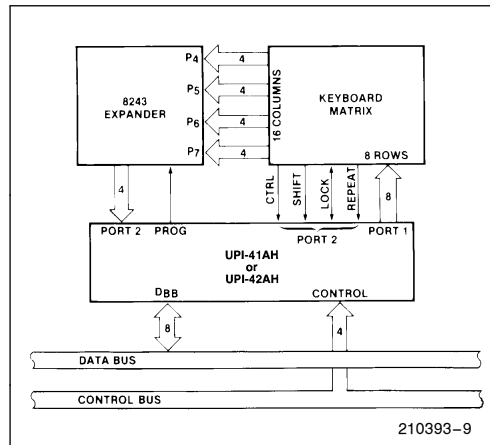 8243
EXPANDER
P4
P5
P6
P7
4
4
4
4
16 COLUMNS
KEYBOARD
MATRIX
8 ROWS
4
CTRL
SHIFT
LOCK
REPEAT
8
PORT 2
PROG
PORT 2
PORT 1
UPI-41AH
or
UPI-42AH
DBB
CONTROL
8
4
DATA BUS
CONTROL BUS
210393–9